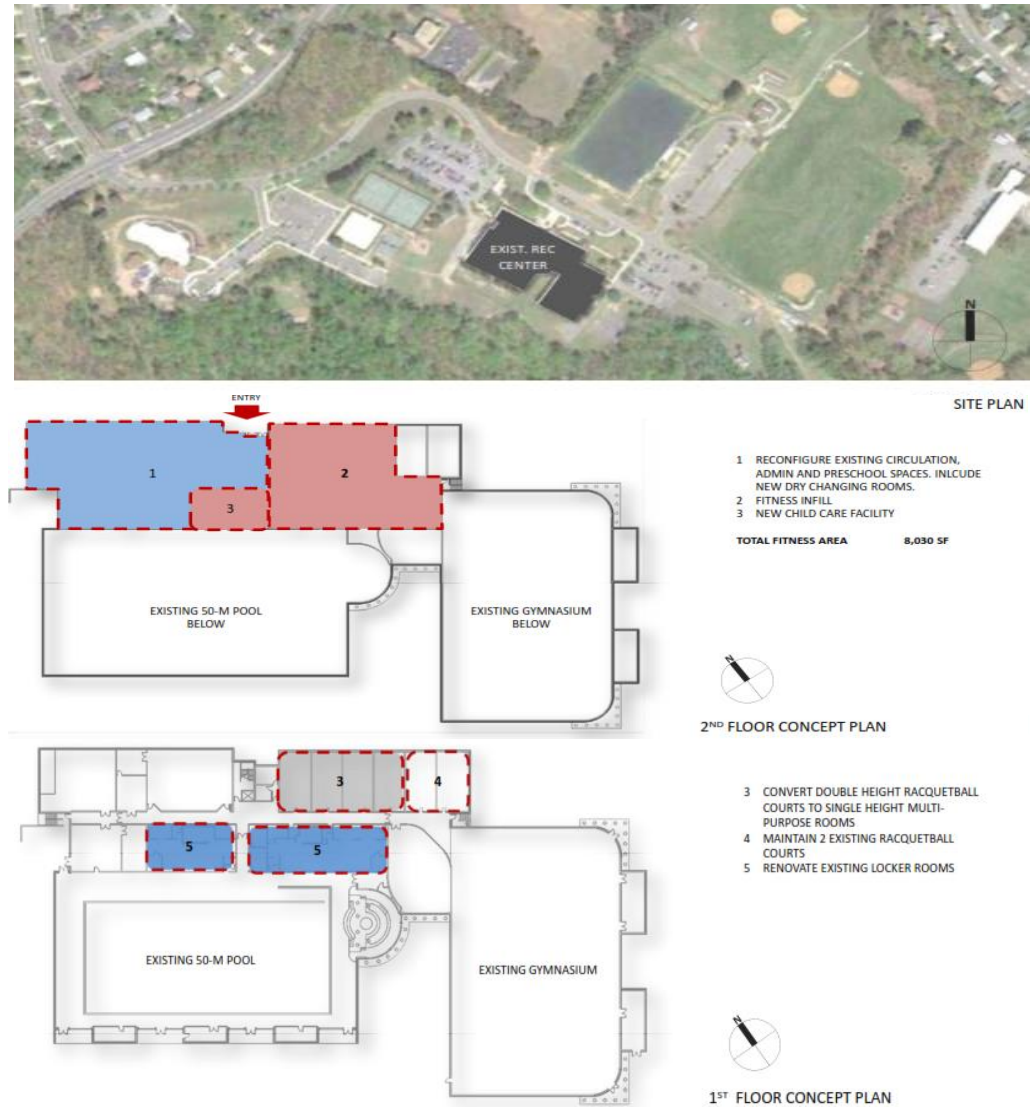 EXIST. REC
CENTER
N
SITE PLAN
ENTRY
1
2
3
EXISTING 50-M POOL
BELOW
EXISTING GYMNASIUM
BELOW
1 RECONFIGURE EXISTING CIRCULATION,
ADMIN AND PRESCHOOL SPACES. INLCUDE
NEW DRY CHANGING ROOMS.
2 FITNESS INFILL
3 NEW CHILD CARE FACILITY
TOTAL FITNESS AREA 8,030 SF
N
2ND FLOOR CONCEPT PLAN
3
4
5
5
EXISTING 50-M POOL
EXISTING GYMNASIUM
3 CONVERT DOUBLE HEIGHT RACQUETBALL
COURTS TO SINGLE HEIGHT MULTI-
PURPOSE ROOMS
4 MAINTAIN 2 EXISTING RACQUETBALL
COURTS
5 RENOVATE EXISTING LOCKER ROOMS
N
1ST FLOOR CONCEPT PLAN